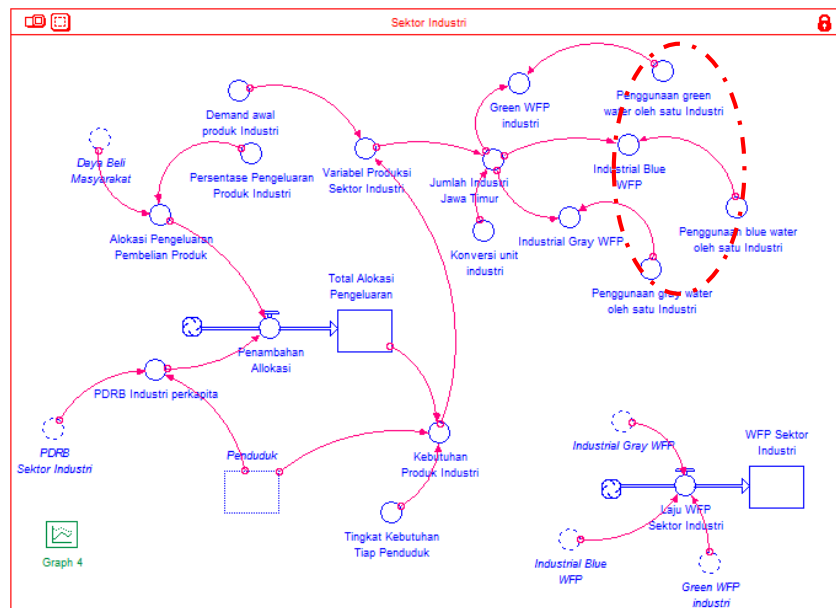 Sektor Industri
Penggunaan green
water oleh satu Industri
Green WFP
industri
Demand awal
produk Industri
Daya Beli
Masyarakat
Persentase Pengeluaran
Produk Industri
Variabel Produksi
Sektor Industri
Jumlah Industri
Jawa Timur
Industrial Blue
WFP
Alokasi Pengeluaran
Pembelian Produk
Konversi unit
industri
Industrial Gray WFP
Penggunaan blue water
oleh satu Industri
Total Alokasi
Pengeluaran
Penggunaan gray water
oleh satu Industri
Penambahan
Allokasi
PDRB Industri perkapita
PDRB
Sektor Industri
Penduduk
Kebutuhan
Produk Industri
Industrial Gray WFP
WFP Sektor
Industri
Laju WFP
Sektor Industri
Tingkat Kebutuhan
Tiap Penduduk
Graph 4
Industrial Blue
WFP
Green WFP
industri